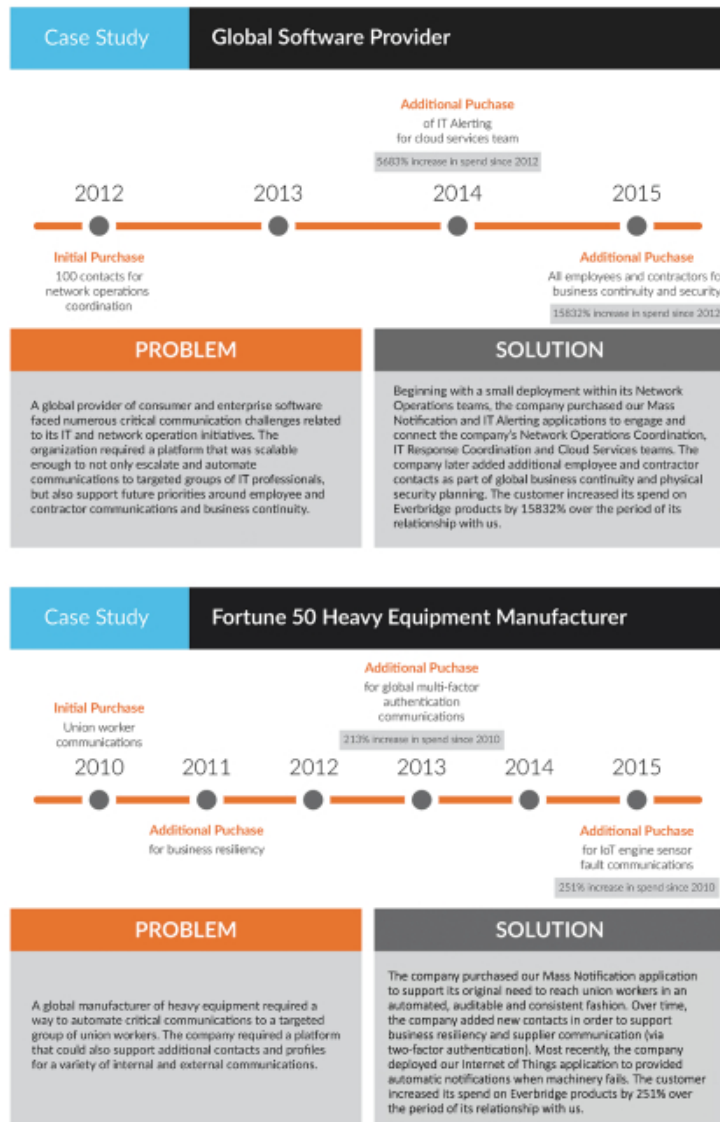 Case Study
Global Software Provider
Additional Puchase
of IT Alerting
for cloud services team
5683% increase in spend since 2012
2012
2013
2014
2015
Initial Purchase
100 contacts for
network operations
coordination
Additional Puchase
All employees and contractors fo
business continuity and security
15832% increase in spend since 2012
PROBLEM
A global provider of consumer and enterprise software
faced numerous critical communication challenges related
to its IT and network operation initiatives. The
organization required a platform that was scalable
enough to not only escalate and automate
communications to targeted groups of IT professionals,
but also support future priorities around employee and
contractor communications and business continuity.
SOLUTION
Beginning with a small deployment within its Network
Operations teams, the company purchased our Mass
Notification and IT Alerting applications to engage and
connect the company's Network Operations Coordination,
IT Response Coordination and Cloud Services teams. The
company later added additional employee and contractor
contacts as part of global business continuity and physical
security planning. The customer increased its spend on
Everbridge products by 15832% over the period of its
relationship with us.
Case Study
Fortune 50 Heavy Equipment Manufacturer
Initial Purchase
Union worker
communications
Additional Puchase
for global multi-factor
authentication
communications
213% increase in spend since 2010
2010
2011
2012
2013
2014
2015
Additional Puchase
for business resiliency
Additional Puchase
for IoT engine sensor
fault communications
251% increase in spend since 2010
PROBLEM
A global manufacturer of heavy equipment required a
way to automate critical communications to a targeted
group of union workers. The company required a platform
that could also support additional contacts and profiles
for a variety of internal and external communications.
SOLUTION
The company purchased our Mass Notification application
to support its original need to reach union workers in an
automated, auditable and consistent fashion. Over time,
the company added new contacts in order to support
business resiliency and supplier communication (via
two-factor authentication). Most recently, the company
deployed our Internet of Things application to provided
automatic notifications when machinery fails. The customer
increased its spend on Everbridge products by 251% over
the period of its relationship with us.